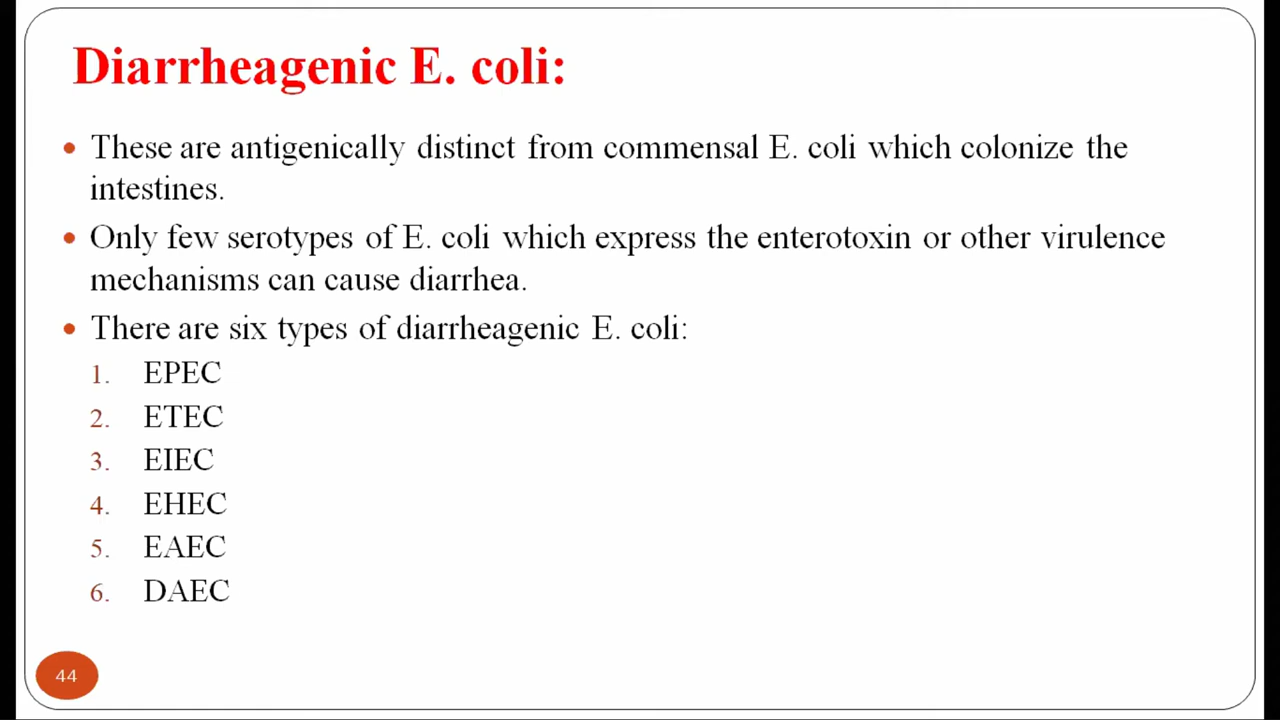 Diarrheagenic E. coli:
• These are antigenically distinct from commensal E. coli which colonize the
intestines.
• Only few serotypes of E. coli which express the enterotoxin or other virulence
mechanisms can cause diarrhea.
• There are six types of diarrheagenic E. coli:
1. EPEC
2. ETEC
3. EIEC
4. EHEC
5. EAEC
6. DAEC
44